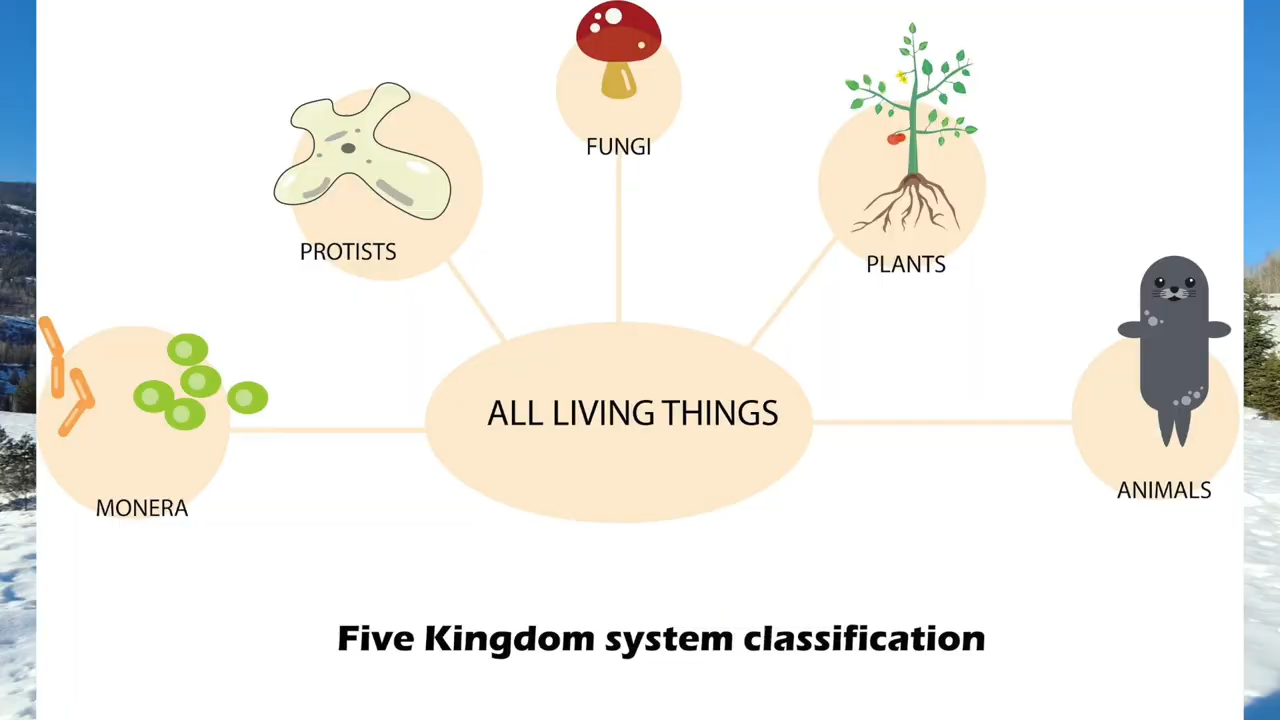 FUNGI
PROTISTS
PLANTS
ALL LIVING THINGS
ANIMALS
MONERA
Five Kingdom system classification